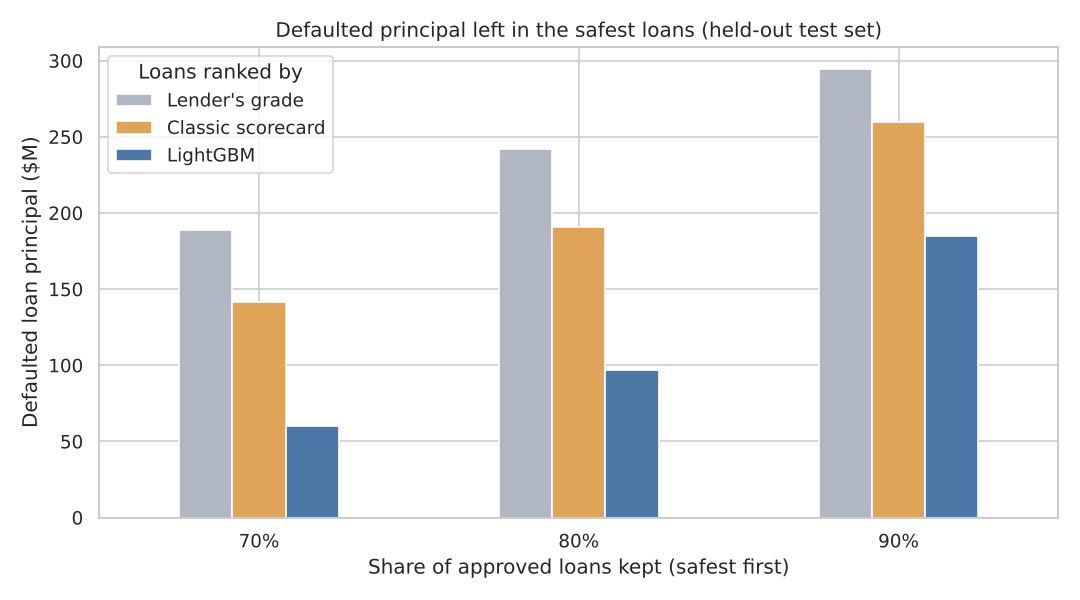 Defaulted principal left in the safest loans (held-out test set)
Defaulted loan principal ($M)
300
250
200
150
100
50
0
Loans ranked by
Lender's grade
Classic scorecard
LightGBM
70%
80%
90%
Share of approved loans kept (safest first)